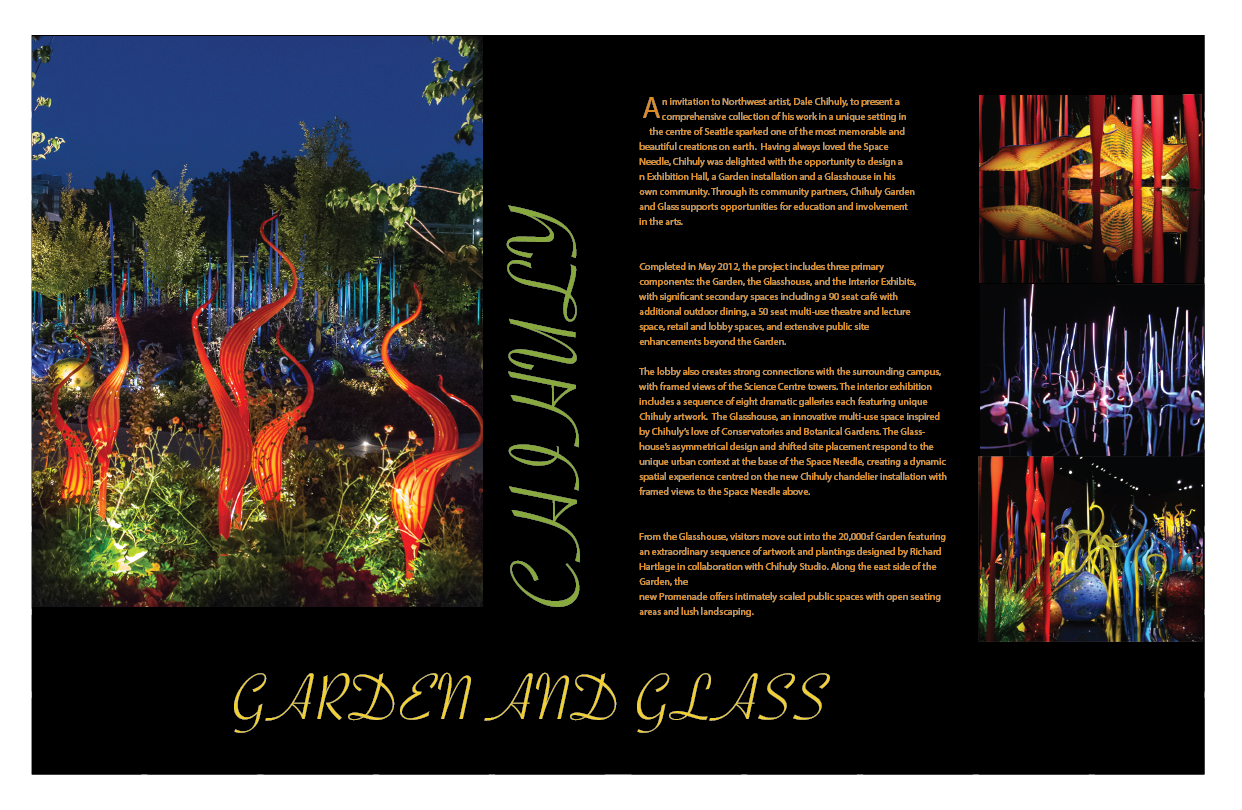 CHIHULY
An invitation to Northwest artist, Dale Chihuly, to present a
comprehensive collection of his work in a unique setting in
the centre of Seattle sparked one of the most memorable and
beautiful creations on earth.  Having always loved the Space
Needle, Chihuly was delighted with the opportunity to design a
n Exhibition Hall, a Garden installation and a Glasshouse in his
own community. Through its community partners, Chihuly Garden
and Glass supports opportunities for education and involvement
in the arts.
Completed in May 2012, the project includes three primary
components: the Garden, the Glasshouse, and the Interior Exhibits,
with significant secondary spaces including a 90 seat café with
additional outdoor dining, a 50 seat multi-use theatre and lecture
space, retail and lobby spaces, and extensive public site
enhancements beyond the Garden.
The lobby also creates strong connections with the surrounding campus,
with framed views of the Science Centre towers. The interior exhibition
includes a sequence of eight dramatic galleries each featuring unique
Chihuly artwork.  The Glasshouse, an innovative multi-use space inspired
by Chihuly's love of Conservatories and Botanical Gardens. The Glass-
house's asymmetrical design and shifted site placement respond to the
unique urban context at the base of the Space Needle, creating a dynamic
spatial experience centred on the new Chihuly chandelier installation with
framed views to the Space Needle above.
From the Glasshouse, visitors move out into the 20,000sf Garden featuring
an extraordinary sequence of artwork and plantings designed by Richard
Hartlage in collaboration with Chihuly Studio. Along the east side of the
Garden, the
new Promenade offers intimately scaled public spaces with open seating
areas and lush landscaping.
GARDEN AND GLASS